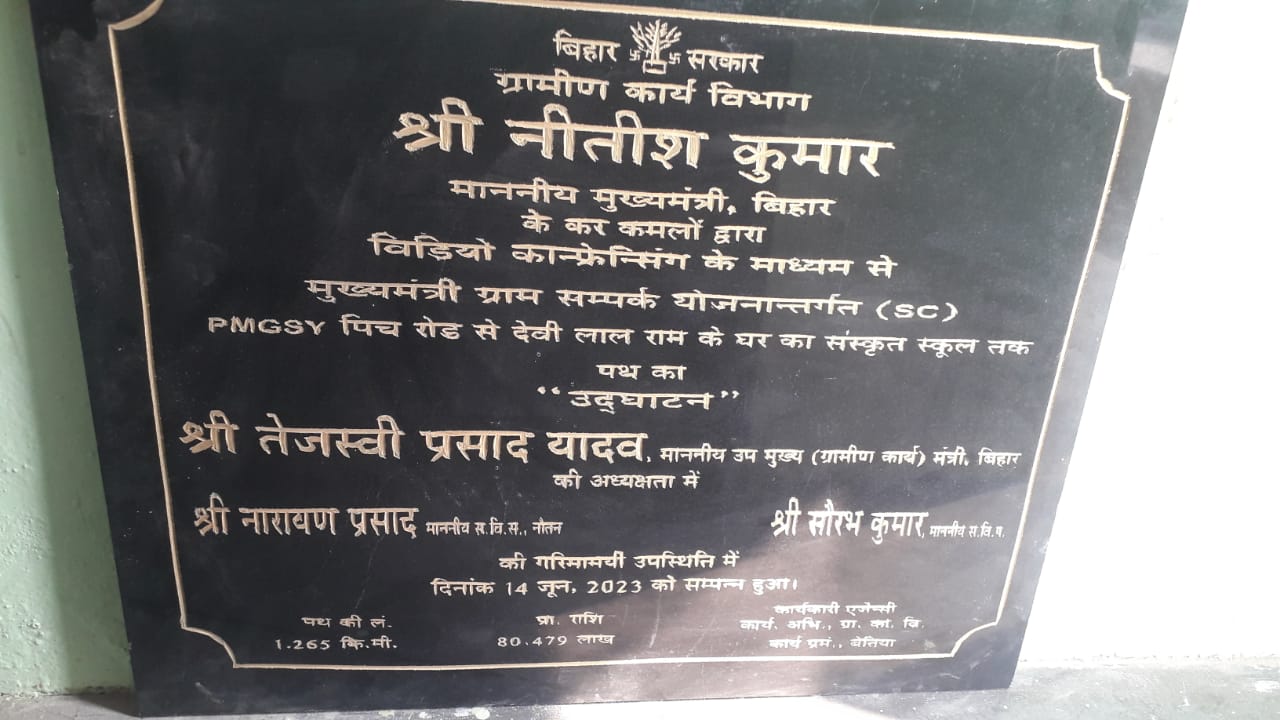 बिहार सरकार
ग्रामीण कार्य विभाग
श्री नीतीश कुमार
माननीय मुख्यमंत्री, बिहार
के कर कमलों द्वारा
विडियो कान्फ्रेन्सिंग के माध्यम से
मुख्यमंत्री ग्राम सम्पर्क योजनान्तर्गत (SC)
PMGSY पिच रोड से देवी लाल राम के घर का संस्कृत स्कूल तक
पथ का
“उद्घाटन”
श्री तेजस्वी प्रसाद यादव, माननीय उप मुख्य (ग्रामीण कार्य) मंत्री, बिहार
की अध्यक्षता में
श्री नारायण प्रसाद माननीय स.वि.स., नौतन श्री सौरभ कुमार, माननीय स.वि.प.
की गरिमामयी उपस्थिति में
दिनांक 14 जून, 2023 को सम्पन्न हुआ।
पथ की लं. प्रा. राशि कार्यकारी एजेन्सी
1.265 कि.मी. 80.479 लाख कार्य. अभि., ग्रा. का. वि.
कार्य प्रमं., बेतिया